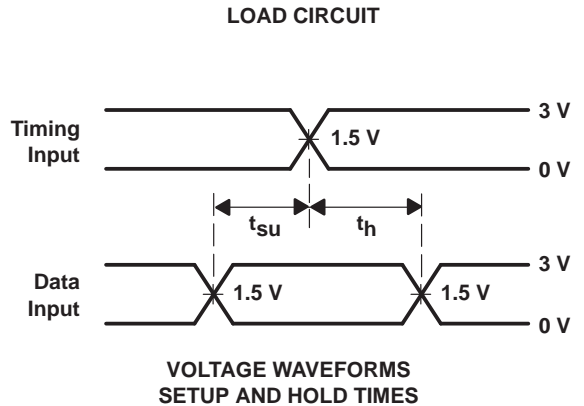 LOAD CIRCUIT
Timing
Input
3 V
1.5 V
0 V
tsu
th
Data
Input
3 V
1.5 V
1.5 V
0 V
VOLTAGE WAVEFORMS
SETUP AND HOLD TIMES